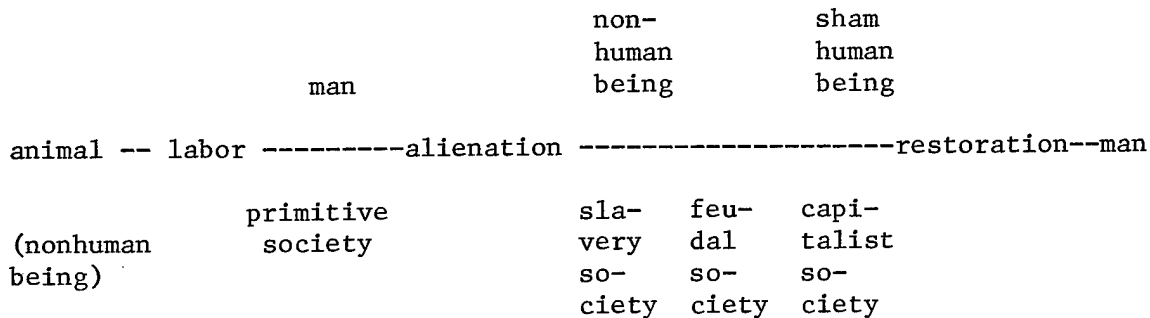 non- sham
human human
man being being
animal -- labor ---------alienation --------------------restoration--man
primitive sla- feu- capi-
(nonhuman society very dal talist
being) so- so- so-
ciety ciety ciety